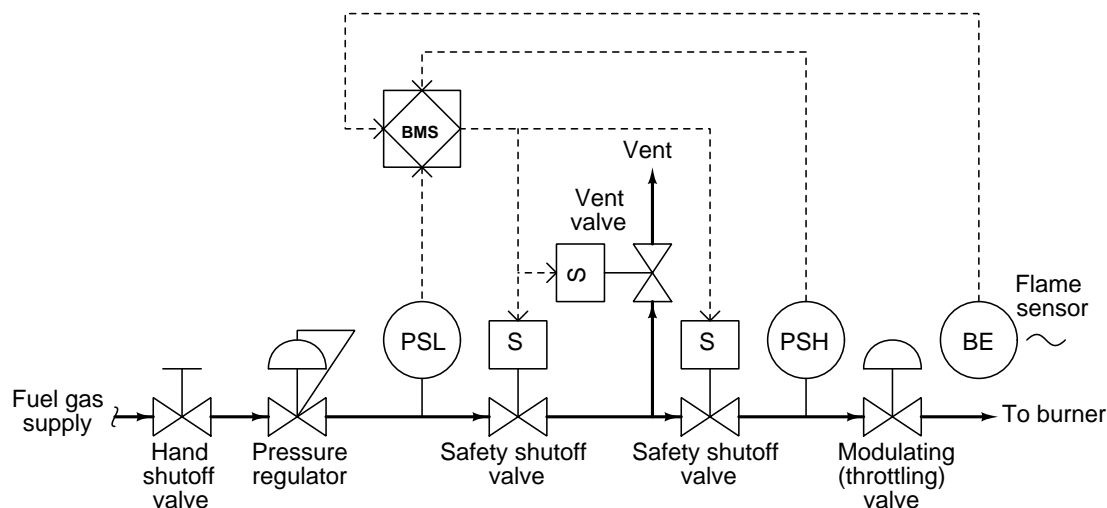 BMS
Vent
Vent
valve
S
Flame
sensor
PSL
S
S
PSH
BE
Fuel gas
supply
To burner
Hand
shutoff
valve
Pressure
regulator
Safety shutoff
valve
Safety shutoff
valve
Modulating
(throttling)
valve